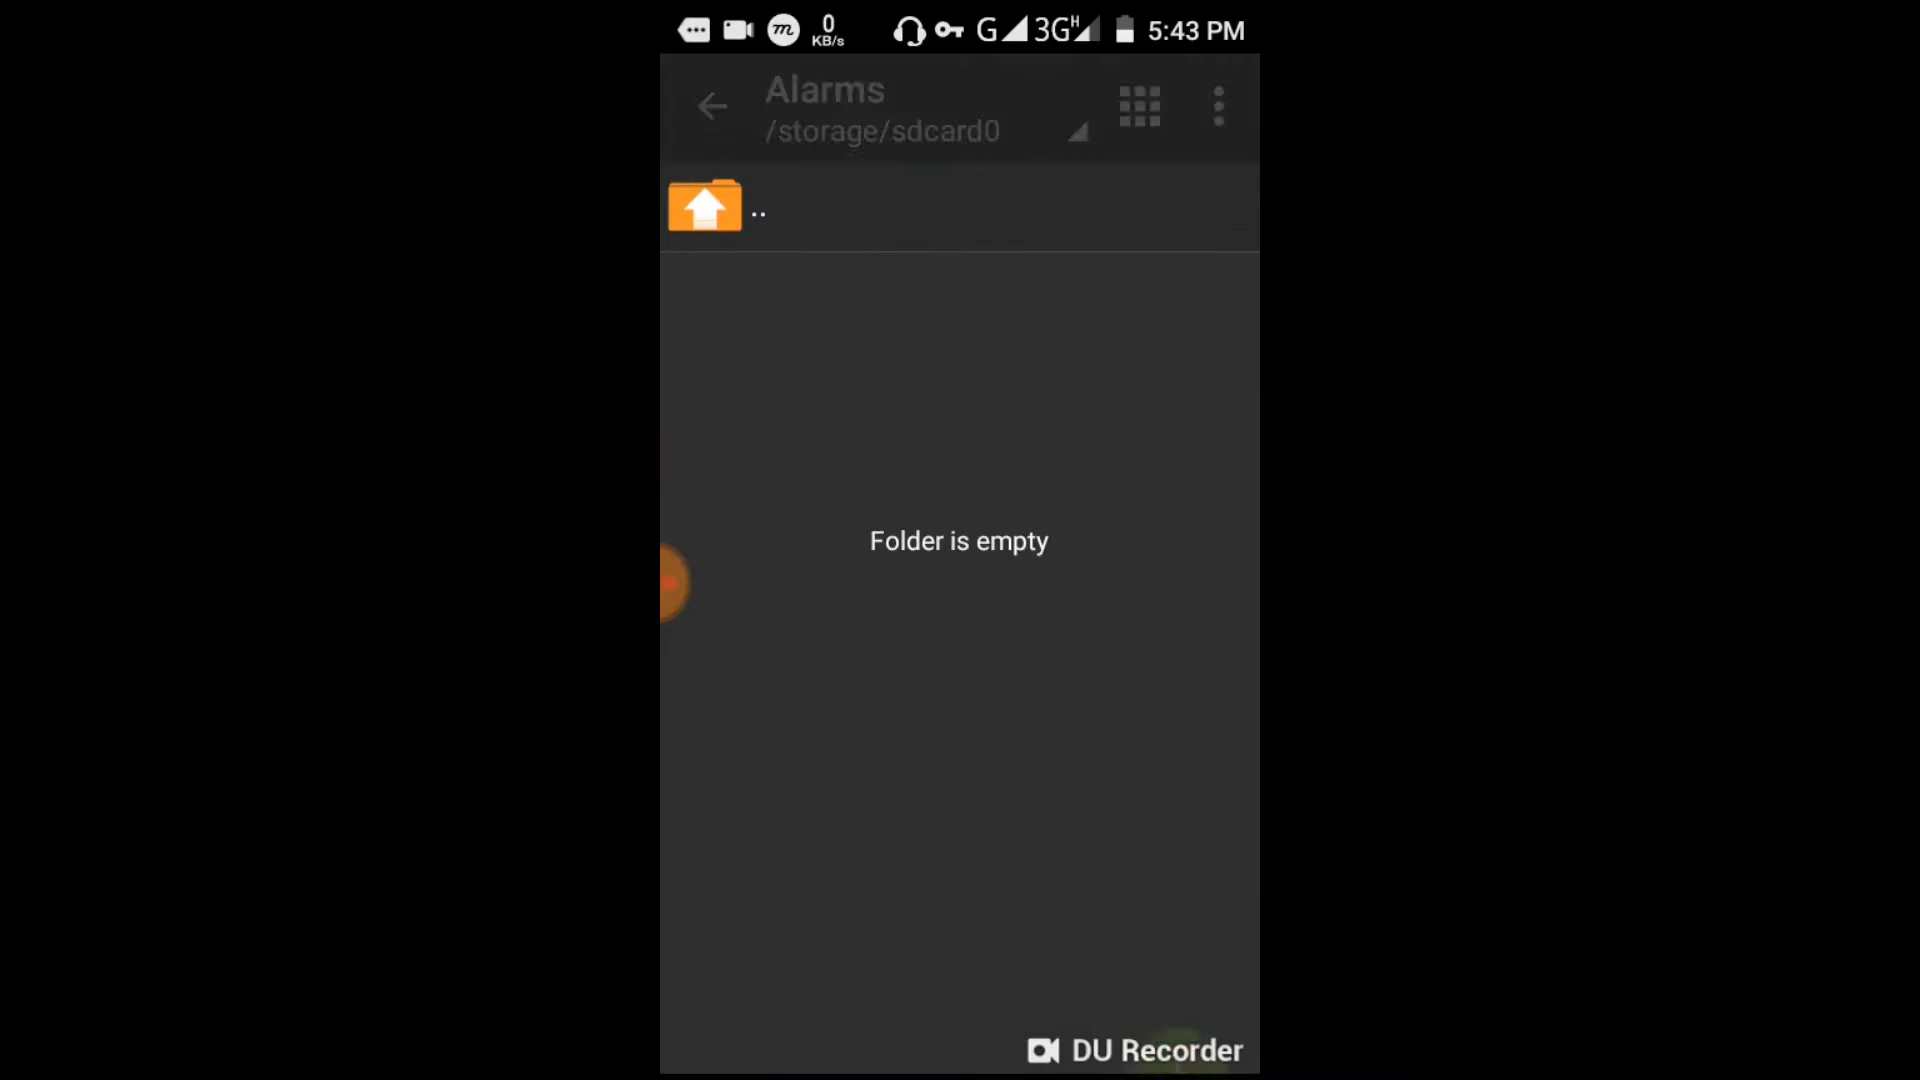 0
KB/s
G
3G
H
5:43 PM
Alarms
/storage/sdcard0
..
Folder is empty
DU Recorder